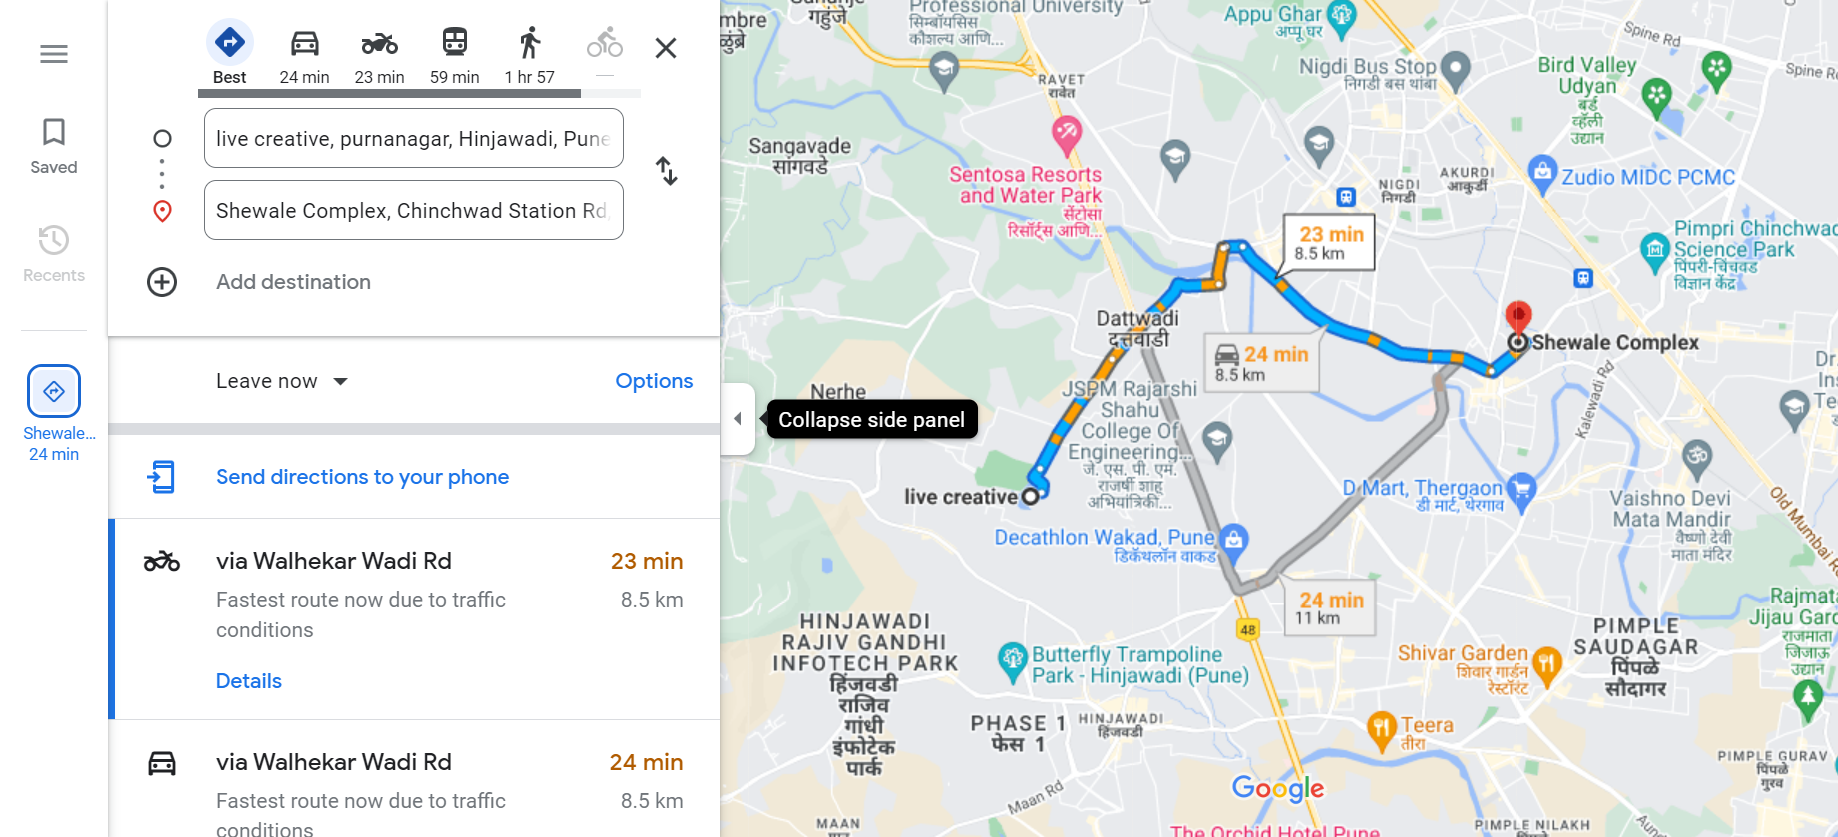 Best
24 min
23 min
59 min
1 hr 57
live creative, purnanagar, Hinjawadi, Pune
Shewale Complex, Chinchwad Station Rd,
Add destination
Saved
Recents
Shewale...
24 min
Leave now
Options
Send directions to your phone
via Walhekar Wadi Rd
23 min
Fastest route now due to traffic
8.5 km
conditions
Details
via Walhekar Wadi Rd
24 min
Fastest route now due to traffic
8.5 km
conditions
Collapse side panel
गहुंजे
Professional University
सिम्बॉयसिस
कौशल्य आणि...
Appu Ghar
अप्पू घर
Spine Rd
Spine Rd
Nigdi Bus Stop
निगडी बस थांबा
Bird Valley
Udyan
बर्ड
व्हॅली
उद्यान
RAVET
रावेत
Sangavade
सांगवडे
Sentosa Resorts
and Water Park
सेंटोसा
रिसॉर्ट्स आणि...
NIGDI
निगडी
AKURDI
आकुर्डी
Zudio MIDC PCMC
Pimpri Chinchwad
Science Park
पिंपरी-चिंचवड
विज्ञान केंद्र
23 min
8.5 km
Dattwadi
दत्तवाडी
24 min
8.5 km
Shewale Complex
Nerhe
JSPM Rajarshi
Shahu
College Of
Engineering...
जे. एस. पी. एम.
राजर्षी शाहू
अभियांत्रिकी...
Kalewadi Rd
live creative
D Mart, Thergaon
डी मार्ट, थेरगाव
Vaishno Devi
Mata Mandir
वैष्णो देवी
माता मंदिर
Old Mumbai
Decathlon Wakad, Pune
डिकॅथलॉन वाकड
24 min
11 km
48
HINJAWADI
RAJIV GANDHI
INFOTECH PARK
हिंजवडी
राजिव
गांधी
इंफोटेक
पार्क
Butterfly Trampoline
Park - Hinjawadi (Pune)
PIMPLE
SAUDAGAR
पिंपळे
सौदागर
Shivar Garden
शिवार गार्डन
रेस्टॉरंट
Jijau
राजमाता
जिजाऊ
उद्यान
PHASE 1
फेस 1
HINJAWADI
हिंजवडी
Teera
तीरा
PIMPLE GURAV
पिंपळे
गुरव
Google
Maan Rd
MAAN
PIMPLE NILAKH
The Orchid Hotel Pune